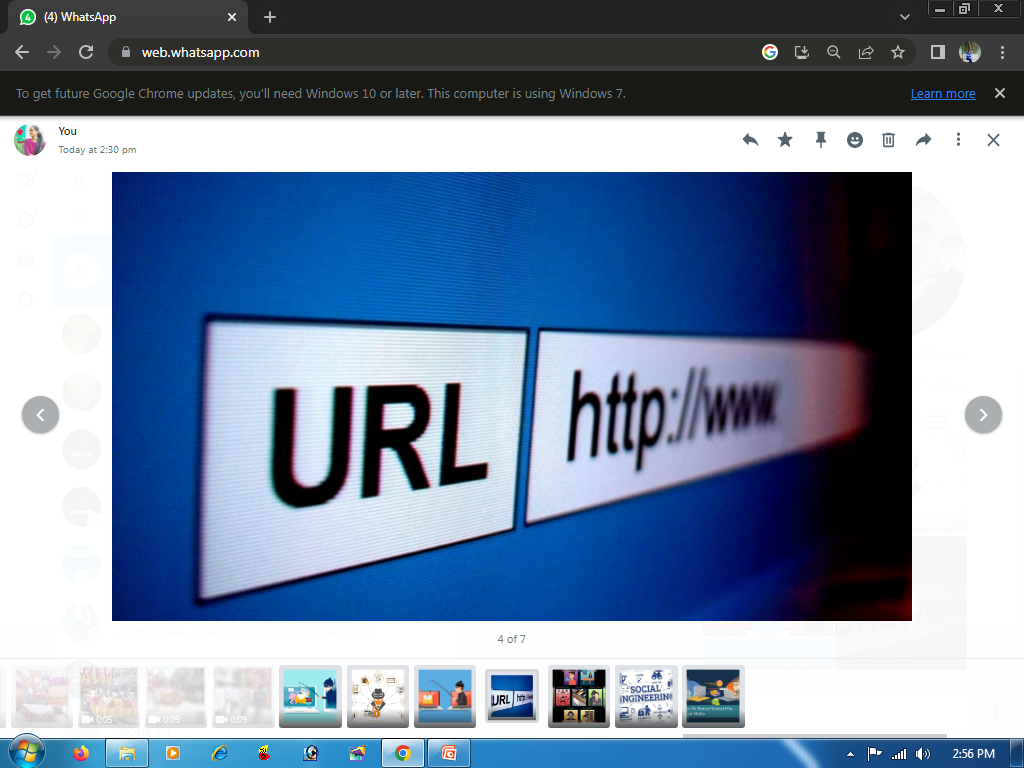 (4) WhatsApp
web.whatsapp.com
To get future Google Chrome updates, you'll need Windows 10 or later. This computer is using Windows 7.
Learn more
You
Today at 2:30 pm
URL
http://www.
4 of 7
0:05
0:09
0:09
URL
SOCIAL
ENGINEERING
2:56 PM